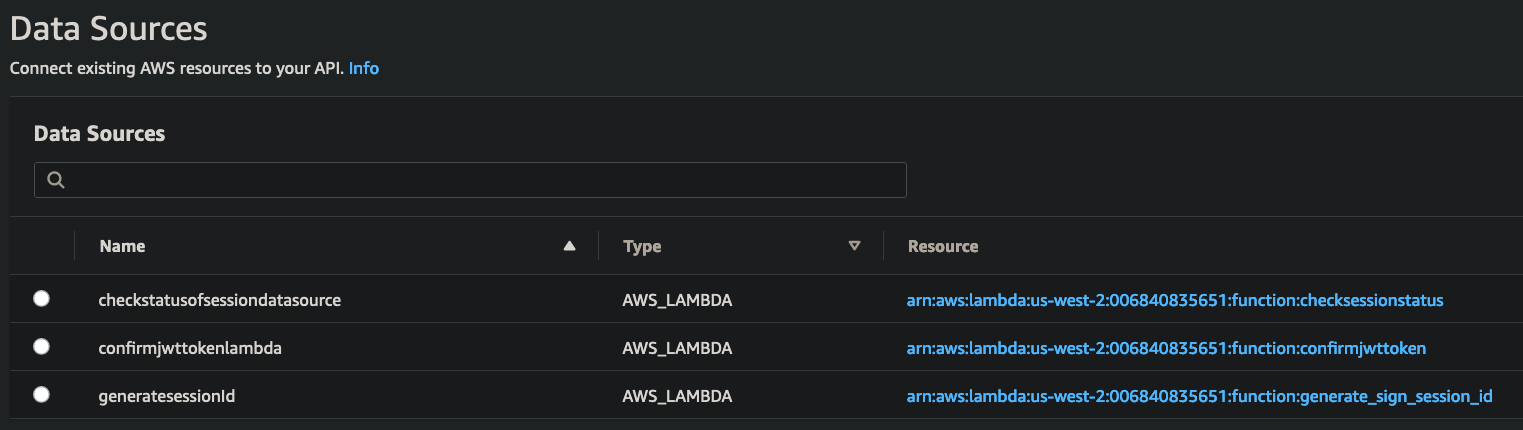 Data Sources
Connect existing AWS resources to your API. Info
Data Sources
Name Type Resource
checkstatusofsessiondatasource AWS_LAMBDA arn:aws:lambda:us-west-2:006840835651:function:checksessionstatus
confirmjwttokenlambda AWS_LAMBDA arn:aws:lambda:us-west-2:006840835651:function:confirmjwttoken
generatesessionId AWS_LAMBDA arn:aws:lambda:us-west-2:006840835651:function:generate_sign_session_id